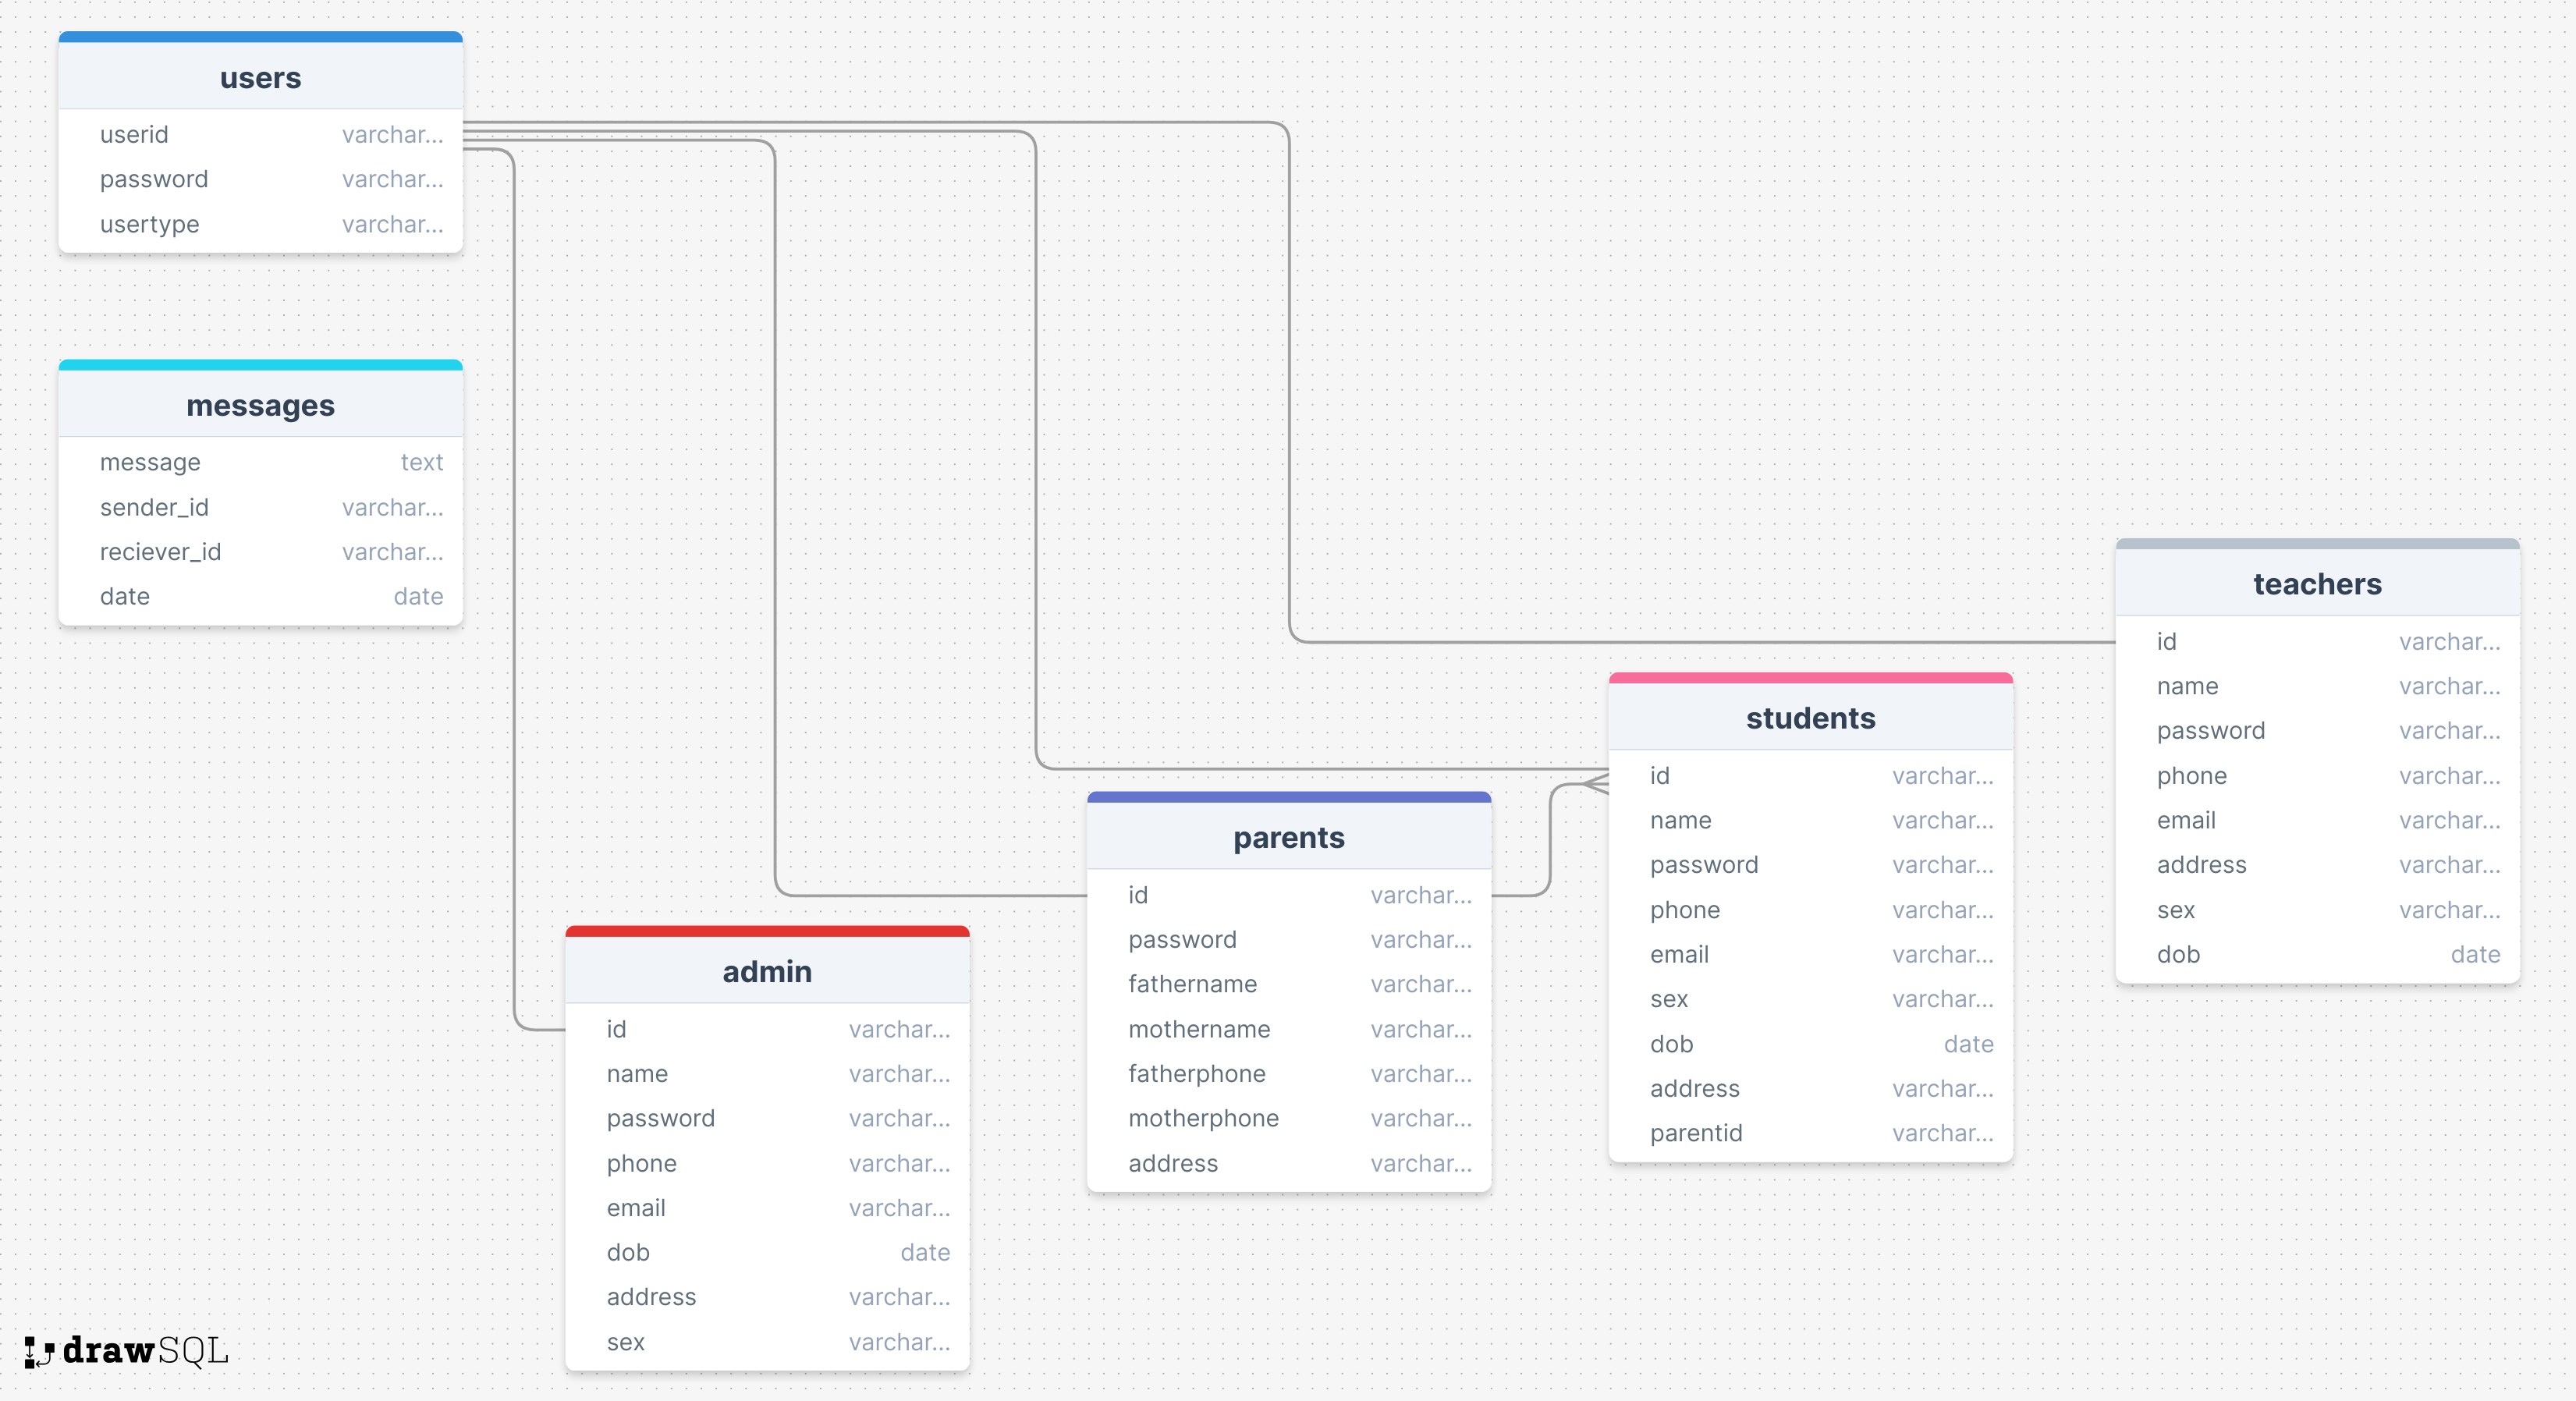 users
userid varchar...
password varchar...
usertype varchar...
messages
message text
sender_id varchar...
reciever_id varchar...
date date
admin
id varchar...
name varchar...
password varchar...
phone varchar...
email varchar...
dob date
address varchar...
sex varchar...
parents
id varchar...
password varchar...
fathername varchar...
mothername varchar...
fatherphone varchar...
motherphone varchar...
address varchar...
students
id varchar...
name varchar...
password varchar...
phone varchar...
email varchar...
sex varchar...
dob date
address varchar...
parentid varchar...
teachers
id varchar...
name varchar...
password varchar...
phone varchar...
email varchar...
address varchar...
sex varchar...
dob date
drawSQL